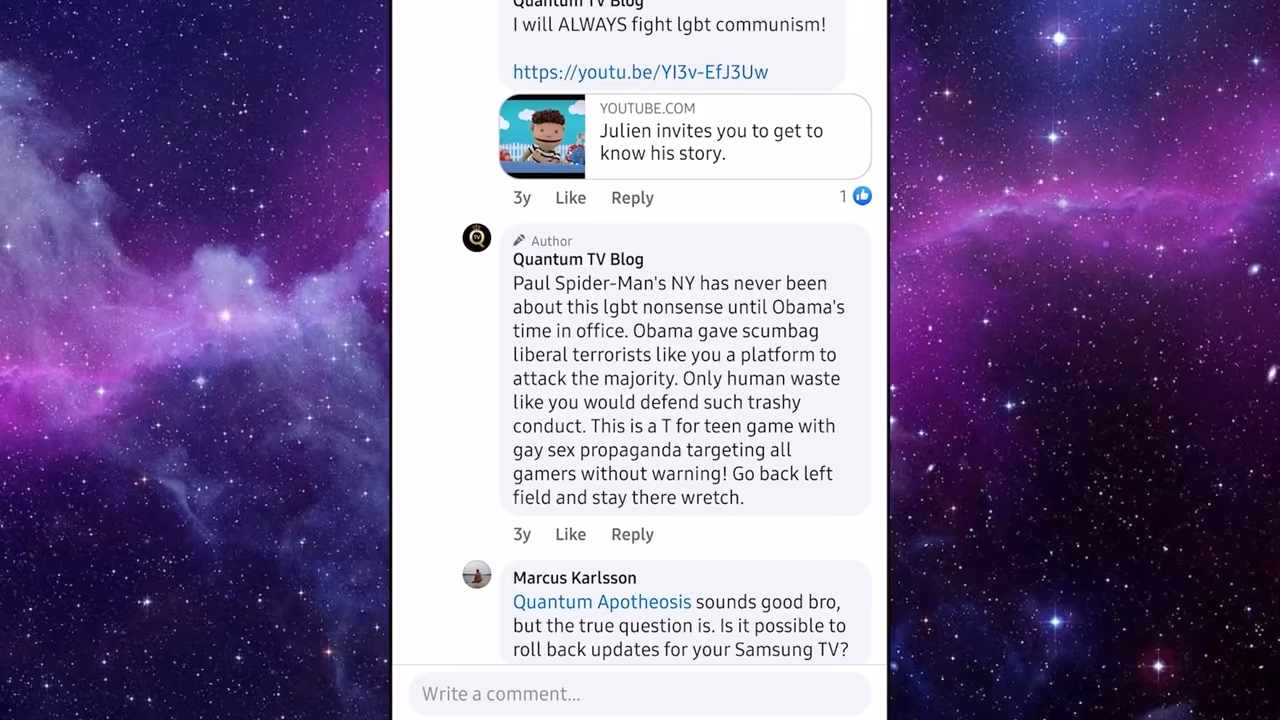 Quantum TV Blog
I will ALWAYS fight lgbt communism!
https://youtu.be/YI3v-EfJ3Uw
YOUTUBE.COM
Julien invites you to get to
know his story.
3y Like Reply 1
Author
Quantum TV Blog
Paul Spider-Man's NY has never been
about this lgbt nonsense until Obama's
time in office. Obama gave scumbag
liberal terrorists like you a platform to
attack the majority. Only human waste
like you would defend such trashy
conduct. This is a T for teen game with
gay sex propaganda targeting all
gamers without warning! Go back left
field and stay there wretch.
3y Like Reply
Marcus Karlsson
Quantum Apotheosis sounds good bro,
but the true question is. Is it possible to
roll back updates for your Samsung TV?
Write a comment...